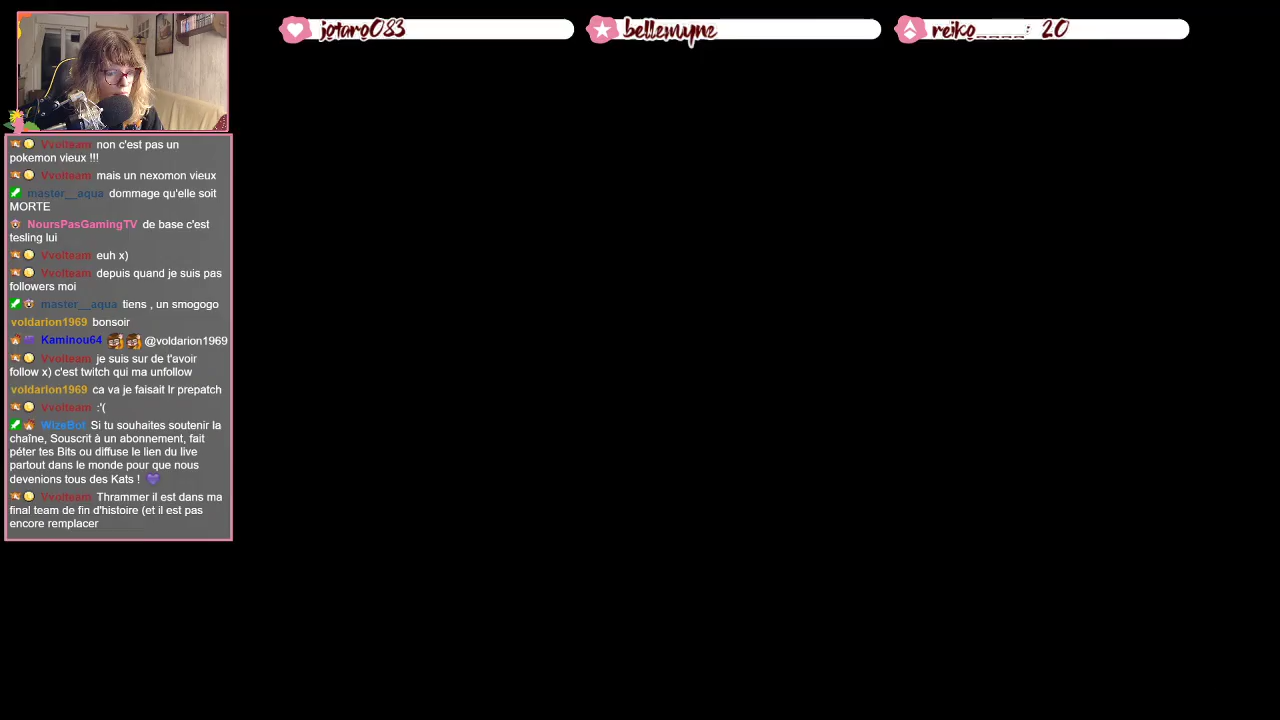 jotaro083
bellemyne
reiko____: 20
Vvolteam non c'est pas un
pokemon vieux !!!
Vvolteam mais un nexomon vieux
master__aqua dommage qu'elle soit
MORTE
NoursPasGamingTV de base c'est
tesling lui
Vvolteam euh x)
Vvolteam depuis quand je suis pas
followers moi
master__aqua tiens , un smogogo
voldarion1969 bonsoir
Kaminou64 @voldarion1969
Vvolteam je suis sur de t'avoir
follow x) c'est twitch qui ma unfollow
voldarion1969 ca va je faisait lr prepatch
Vvolteam :'(
WizeBot Si tu souhaites soutenir la
chaîne, Souscrit à un abonnement, fait
péter tes Bits ou diffuse le lien du live
partout dans le monde pour que nous
devenions tous des Kats !
Vvolteam Thrammer il est dans ma
final team de fin d'histoire (et il est pas
encore remplacer